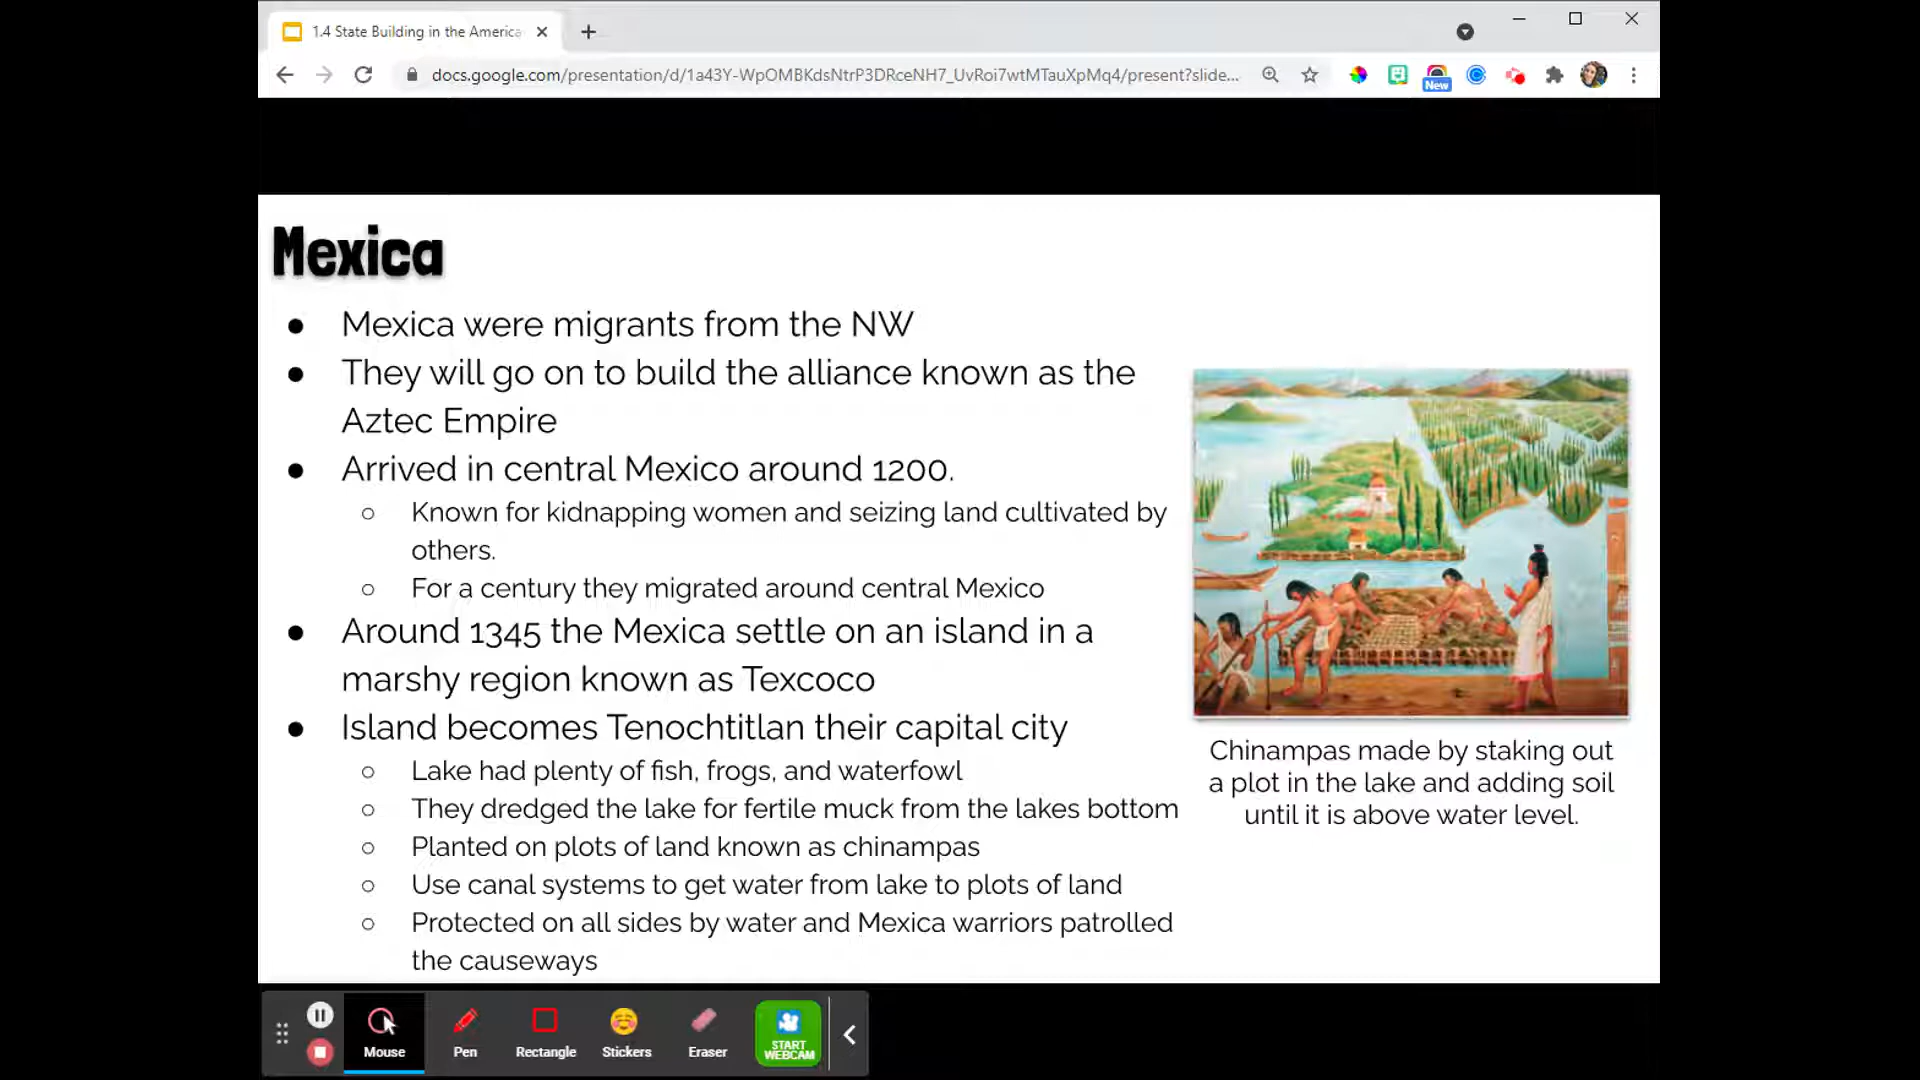 1.4 State Building in the America
docs.google.com/presentation/d/1a43Y-WpOMBKdsNtrP3DRceNH7_UvRoi7wtMTauXpMq4/present?slide...
New
Mexica
● Mexica were migrants from the NW
● They will go on to build the alliance known as the
Aztec Empire
● Arrived in central Mexico around 1200.
○ Known for kidnapping women and seizing land cultivated by
others.
○ For a century they migrated around central Mexico
● Around 1345 the Mexica settle on an island in a
marshy region known as Texcoco
● Island becomes Tenochtitlan their capital city
○ Lake had plenty of fish, frogs, and waterfowl
○ They dredged the lake for fertile muck from the lakes bottom
○ Planted on plots of land known as chinampas
○ Use canal systems to get water from lake to plots of land
○ Protected on all sides by water and Mexica warriors patrolled
the causeways
Chinampas made by staking out
a plot in the lake and adding soil
until it is above water level.
Mouse
Pen
Rectangle
Stickers
Eraser
START
WEBCAM